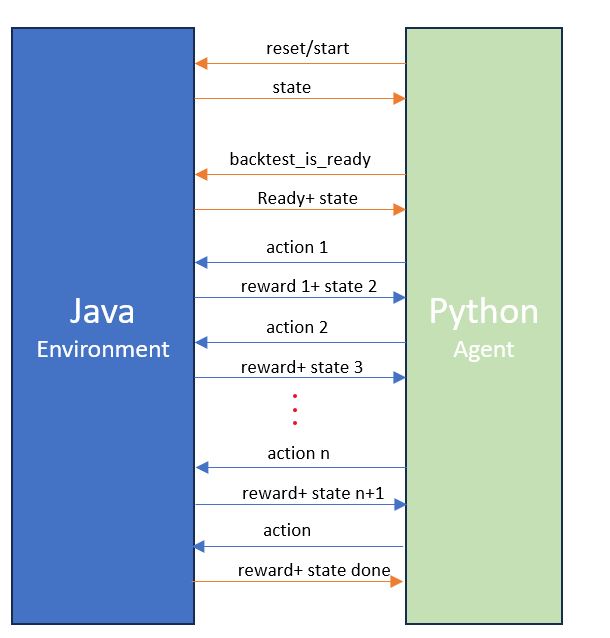 reset/start
state
backtest_is_ready
Ready+ state
action 1
reward 1+ state 2
action 2
reward+ state 3
Java
Environment
Python
Agent
action n
reward+ state n+1
action
reward+ state done